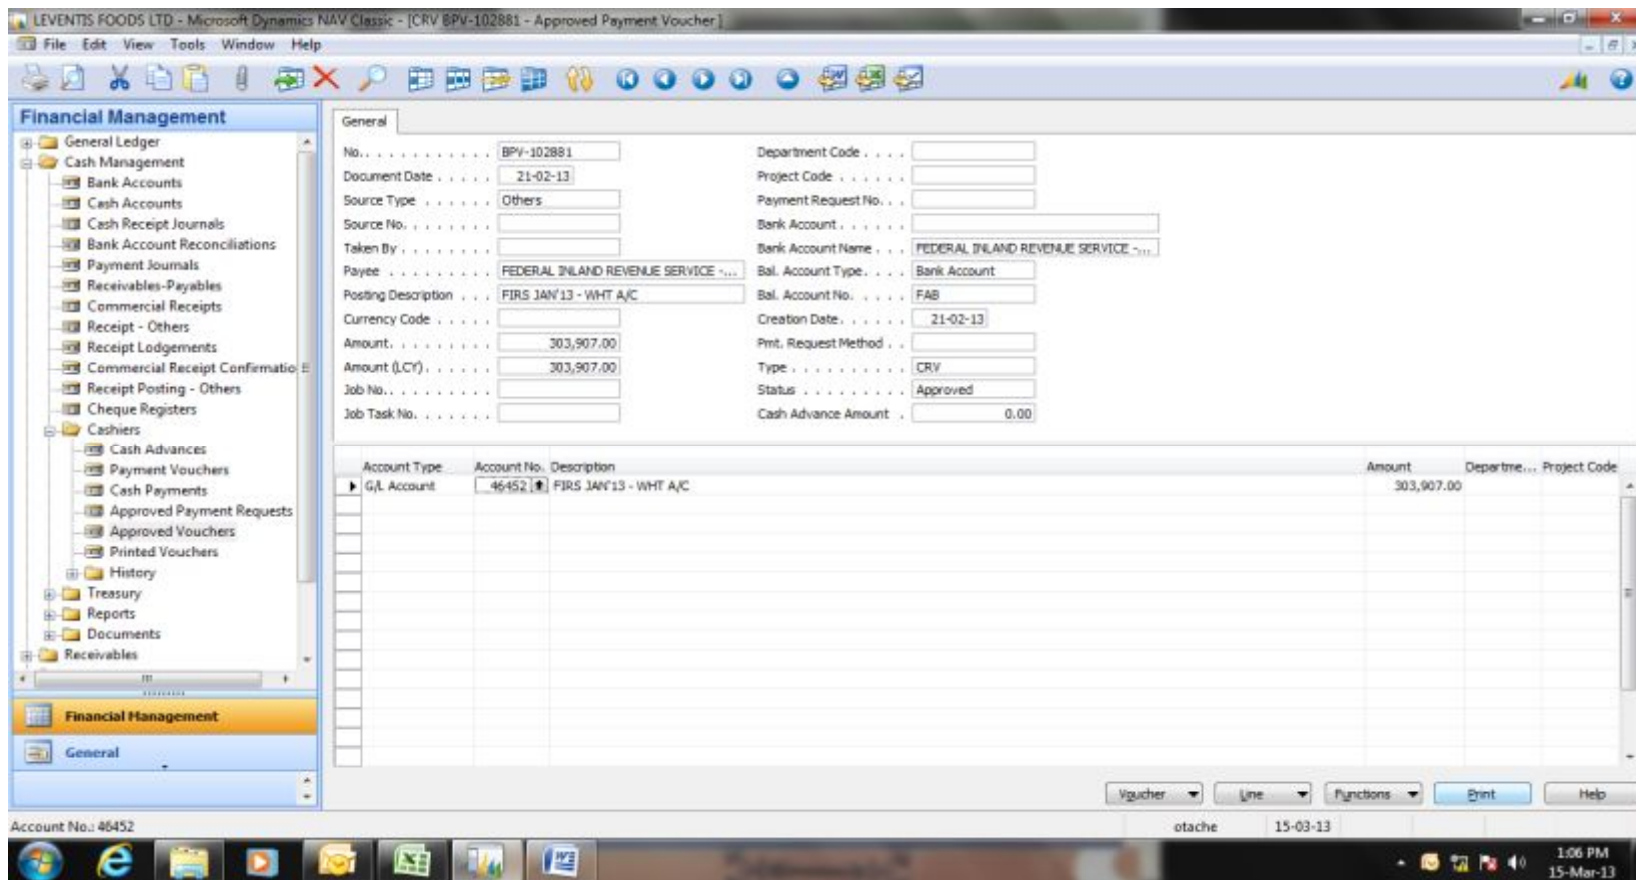 LEVENTIS FOODS LTD - Microsoft Dynamics NAV Classic - [CRV BPV-102881 - Approved Payment Voucher]
File Edit View Tools Window Help
Financial Management
General Ledger
Cash Management
Bank Accounts
Cash Accounts
Cash Receipt Journals
Bank Account Reconciliations
Payment Journals
Receivables-Payables
Commercial Receipts
Receipt - Others
Receipt Lodgements
Commercial Receipt Confirmatio
Receipt Posting - Others
Cheque Registers
Cashiers
Cash Advances
Payment Vouchers
Cash Payments
Approved Payment Requests
Approved Vouchers
Printed Vouchers
History
Treasury
Reports
Documents
Receivables
Financial Management
General
General
No. BPV-102881 Department Code
Document Date 21-02-13 Project Code
Source Type Others Payment Request No.
Source No. Bank Account
Taken By Bank Account Name FEDERAL INLAND REVENUE SERVICE -...
Payee FEDERAL INLAND REVENUE SERVICE -... Bal. Account Type Bank Account
Posting Description FIRS JAN'13 - WHT A/C Bal. Account No. FAB
Currency Code Creation Date 21-02-13
Amount 303,907.00 Pmt. Request Method
Amount (LCY) 303,907.00 Type CRV
Job No. Status Approved
Job Task No. Cash Advance Amount 0.00
Account Type Account No. Description Amount Departme... Project Code
G/L Account 46452 FIRS JAN'13 - WHT A/C 303,907.00
Voucher Line Functions Print Help
Account No.: 46452 otache 15-03-13
1:06 PM
15-Mar-13